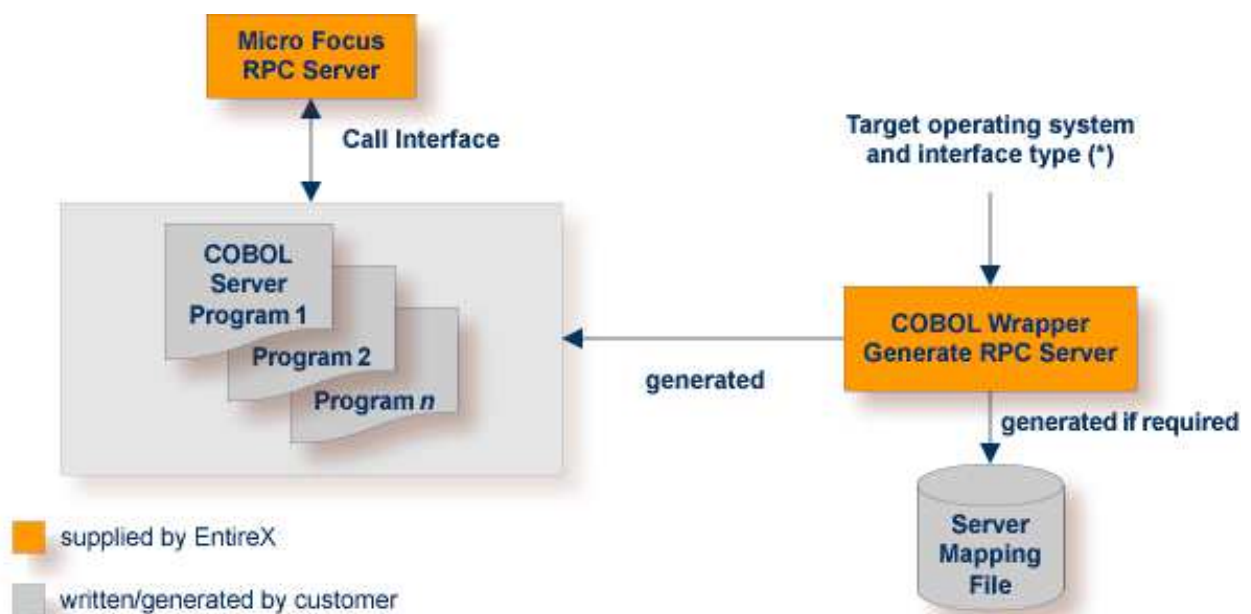 Micro Focus
RPC Server
Call Interface
Target operating system
and interface type (*)
COBOL
Server
Program 1
Program 2
Program n
COBOL Wrapper
Generate RPC Server
generated
generated if required
Server
Mapping
File
supplied by EntireX
written/generated by customer